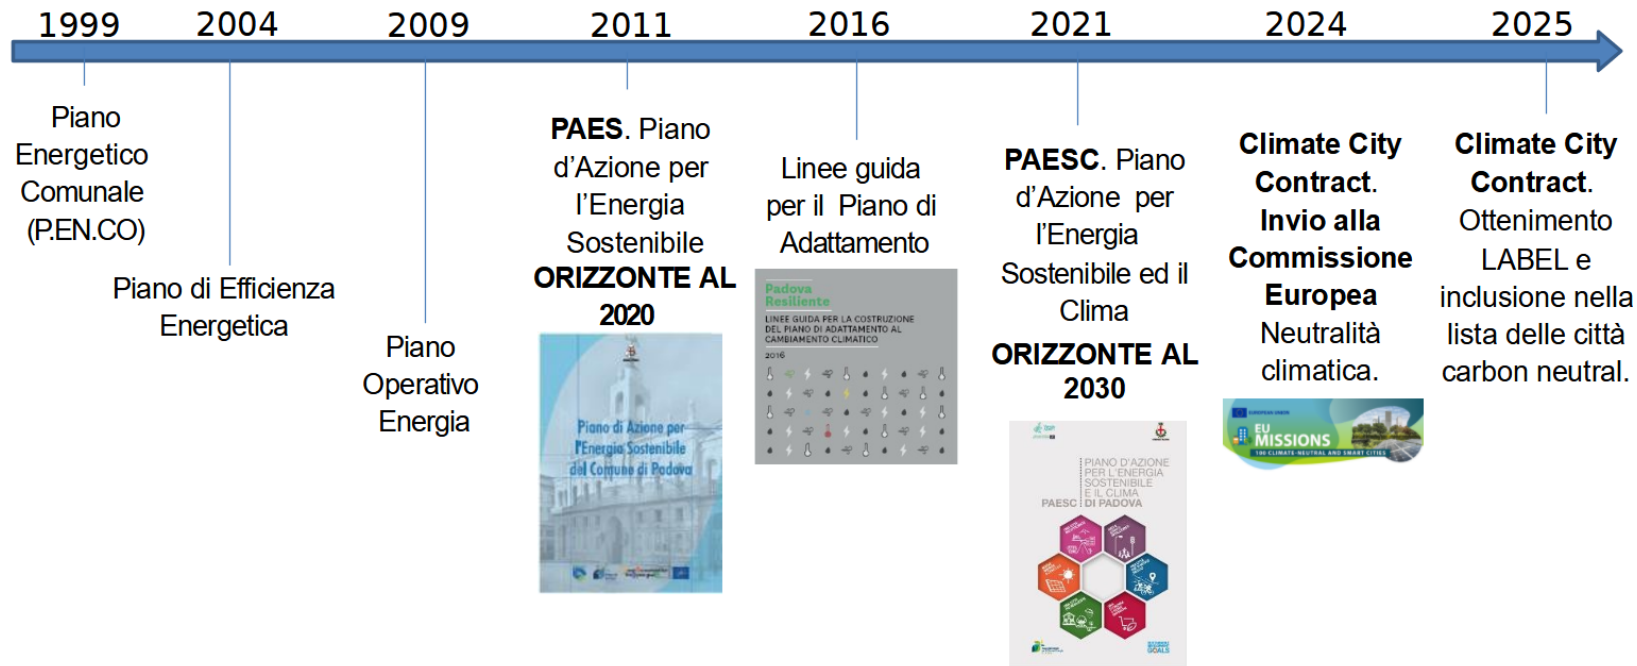 1999
2004
2009
2011
2016
2021
2024
2025
Piano
Energetico
Comunale
(P.EN.CO)
Piano di Efficienza
Energetica
Piano
Operativo
Energia
PAES. Piano
d’Azione per
l’Energia
Sostenibile
ORIZZONTE AL
2020
Piano di Azione per
l'Energia Sostenibile
del Comune di Padova
Linee guida
per il Piano di
Adattamento
Padova
Resiliente
LINEE GUIDA PER LA COSTRUZIONE
DEL PIANO DI ADATTAMENTO AL
CAMBIAMENTO CLIMATICO
2016
PAESC. Piano
d’Azione per
l’Energia
Sostenibile ed il
Clima
ORIZZONTE AL
2030
PIANO D'AZIONE
PER L'ENERGIA
SOSTENIBILE
E IL CLIMA
PAESC DI PADOVA
GOALS
Climate City
Contract.
Invio alla
Commissione
Europea
Neutralità
climatica.
EUROPEAN UNION
EU
MISSIONS
100 CLIMATE-NEUTRAL AND SMART CITIES
Climate City
Contract.
Ottenimento
LABEL e
inclusione nella
lista delle città
carbon neutral.